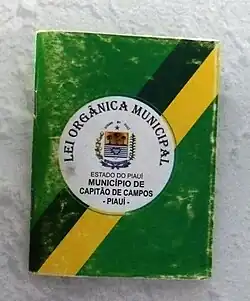 LEI ORGÂNICA MUNICIPAL
ESTADO DO PIAUÍ
MUNICÍPIO DE
CAPITÃO DE CAMPOS
- PIAUÍ -